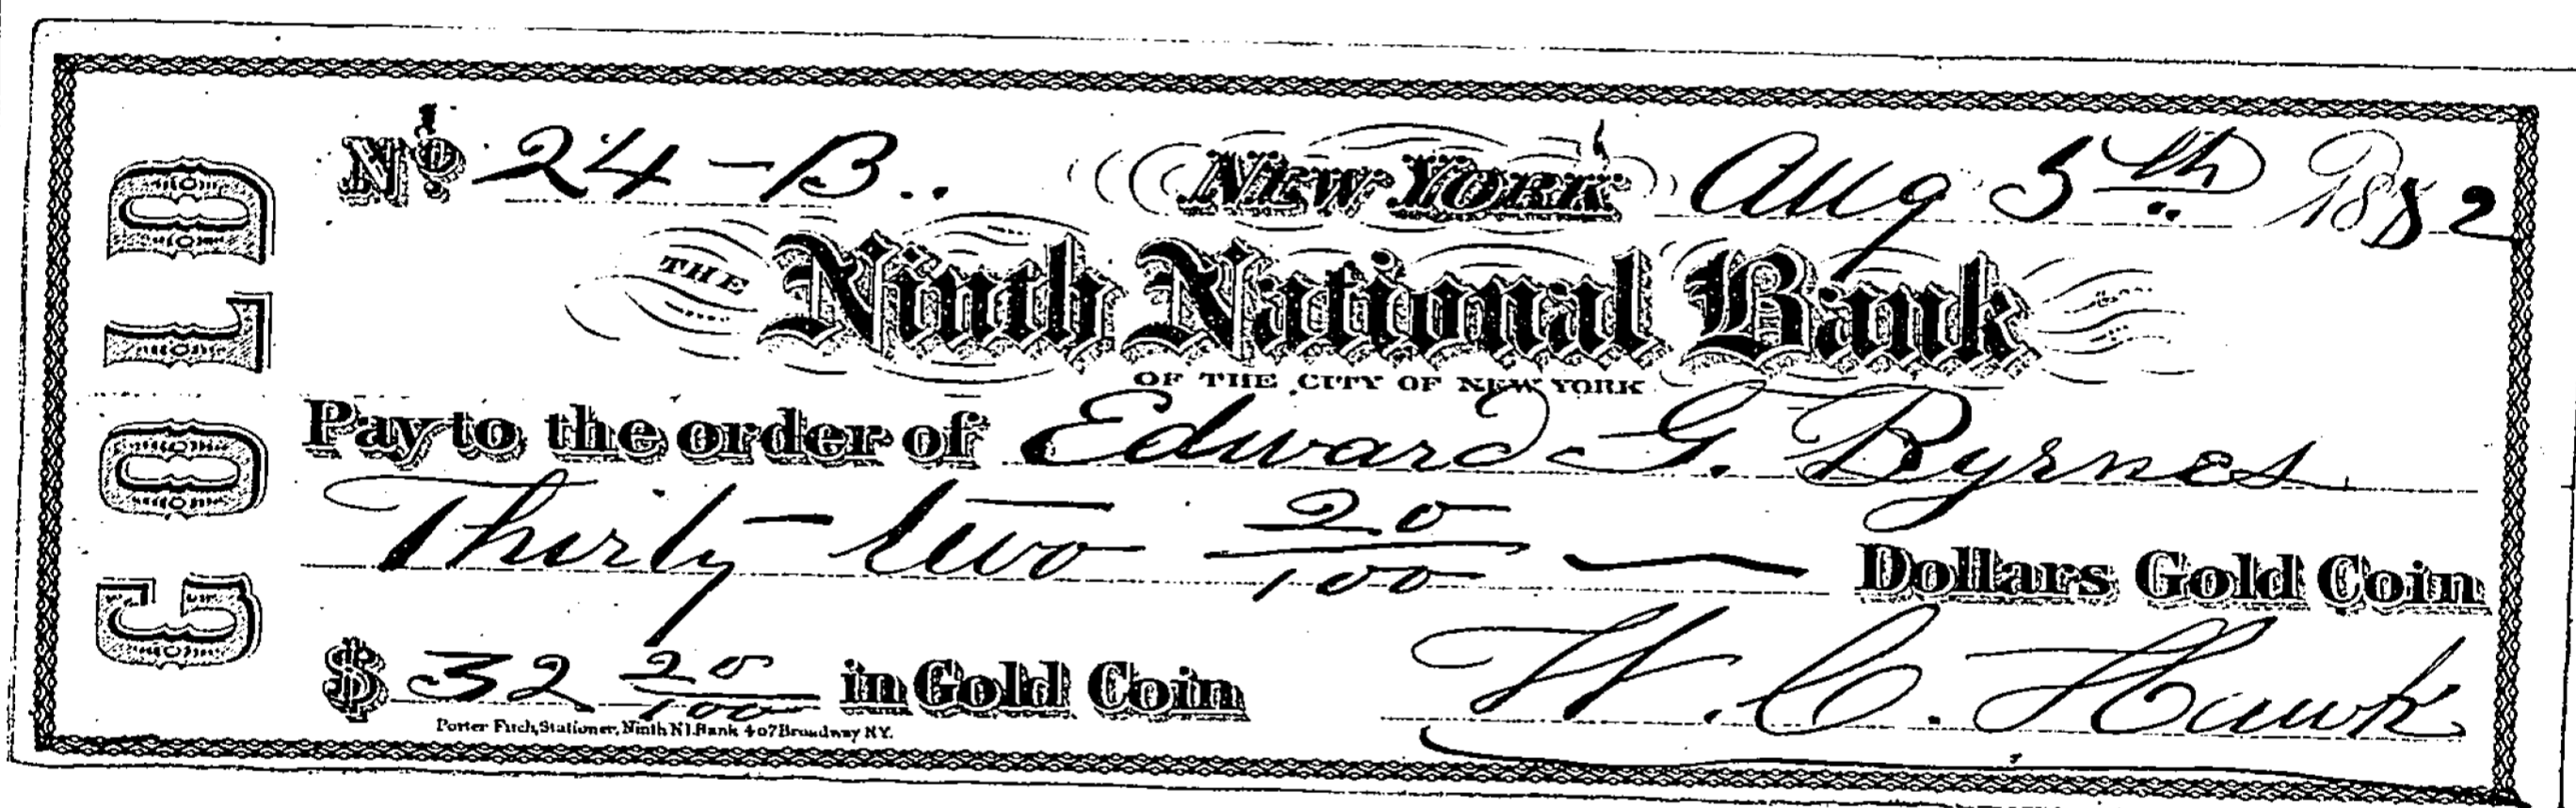 GOLD
No. 24-B..
NEW YORK Aug 5th 1882
THE Ninth National Bank
OF THE CITY OF NEW YORK
Pay to the order of Edward G. Byrnes
Thirty-two 20/100 — Dollars Gold Coin
$ 32 20/100 in Gold Coin W. C. Hawk
Porter Fitch, Stationer, Ninth N'l. Bank 407 Broadway N.Y.